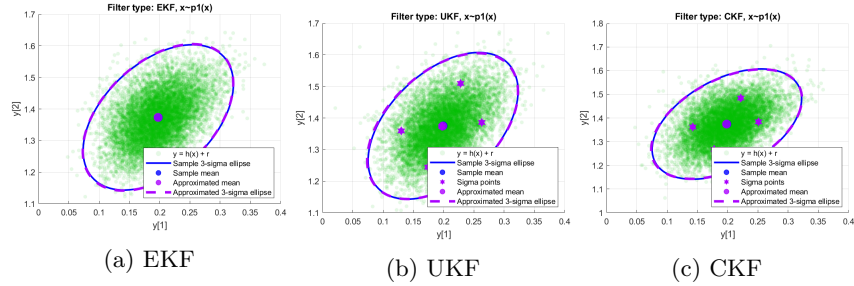 Filter type: EKF, x~p1(x)
1.7
1.6
1.5
1.4
1.3
1.2
1.1
y[2]
0
0.05
0.1
0.15
0.2
0.25
0.3
0.35
0.4
y[1]
y = h(x) + r
Sample 3-sigma ellipse
Sample mean
Approximated mean
Approximated 3-sigma ellipse
(a) EKF
Filter type: UKF, x~p1(x)
1.7
1.6
1.5
1.4
1.3
1.2
1.1
y[2]
0
0.05
0.1
0.15
0.2
0.25
0.3
0.35
0.4
y[1]
y = h(x) + r
Sample 3-sigma ellipse
Sample mean
Sigma points
Approximated mean
Approximated 3-sigma ellipse
(b) UKF
Filter type: CKF, x~p1(x)
1.8
1.7
1.6
1.5
1.4
1.3
1.2
1.1
1
y[2]
0
0.05
0.1
0.15
0.2
0.25
0.3
0.35
0.4
y[1]
y = h(x) + r
Sample 3-sigma ellipse
Sample mean
Sigma points
Approximated mean
Approximated 3-sigma ellipse
(c) CKF